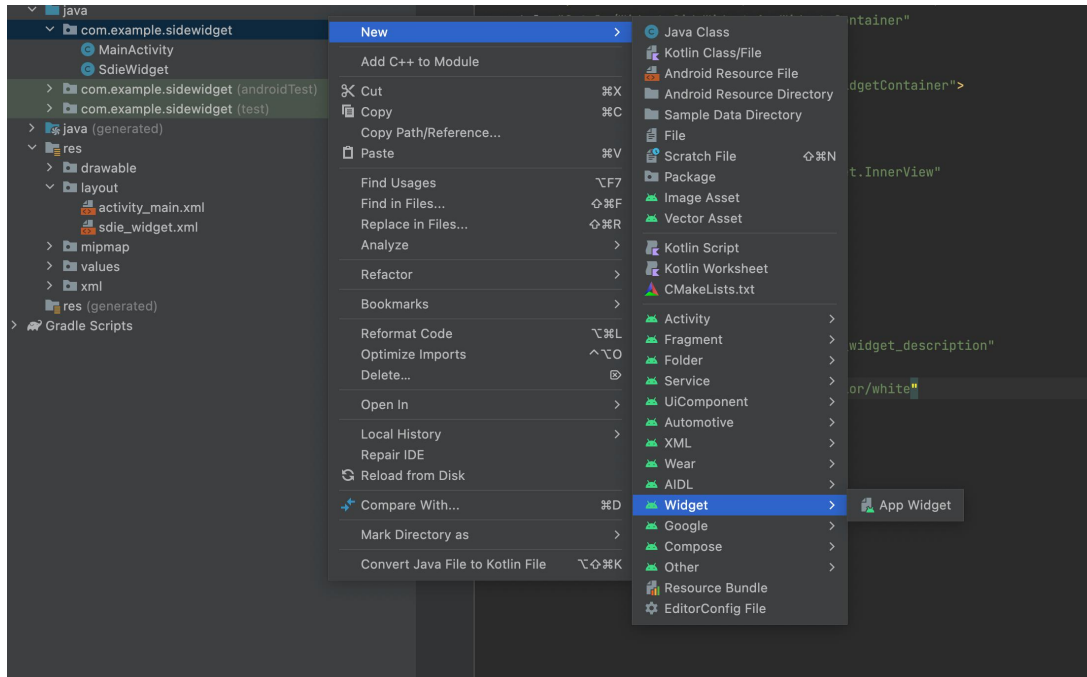 java
com.example.sidewidget
MainActivity
SdieWidget
com.example.sidewidget (androidTest)
com.example.sidewidget (test)
java (generated)
res
drawable
layout
activity_main.xml
sdie_widget.xml
mipmap
values
xml
res (generated)
Gradle Scripts
New
Add C++ to Module
Cut ⌘X
Copy ⌘C
Copy Path/Reference...
Paste ⌘V
Find Usages ⌥F7
Find in Files... ⇧⌘F
Replace in Files... ⇧⌘R
Analyze
Refactor
Bookmarks
Reformat Code ⌥⌘L
Optimize Imports ^⌥O
Delete... ⌦
Open In
Local History
Repair IDE
Reload from Disk
Compare With... ⌘D
Mark Directory as
Convert Java File to Kotlin File ⌥⇧⌘K
Java Class
Kotlin Class/File
Android Resource File
Android Resource Directory
Sample Data Directory
File
Scratch File ⇧⌘N
Package
Image Asset
Vector Asset
Kotlin Script
Kotlin Worksheet
CMakeLists.txt
Activity
Fragment
Folder
Service
UiComponent
Automotive
XML
Wear
AIDL
Widget
Google
Compose
Other
Resource Bundle
EditorConfig File
App Widget
ntainer"
dgetContainer">
t.InnerView"
widget_description"
or/white"